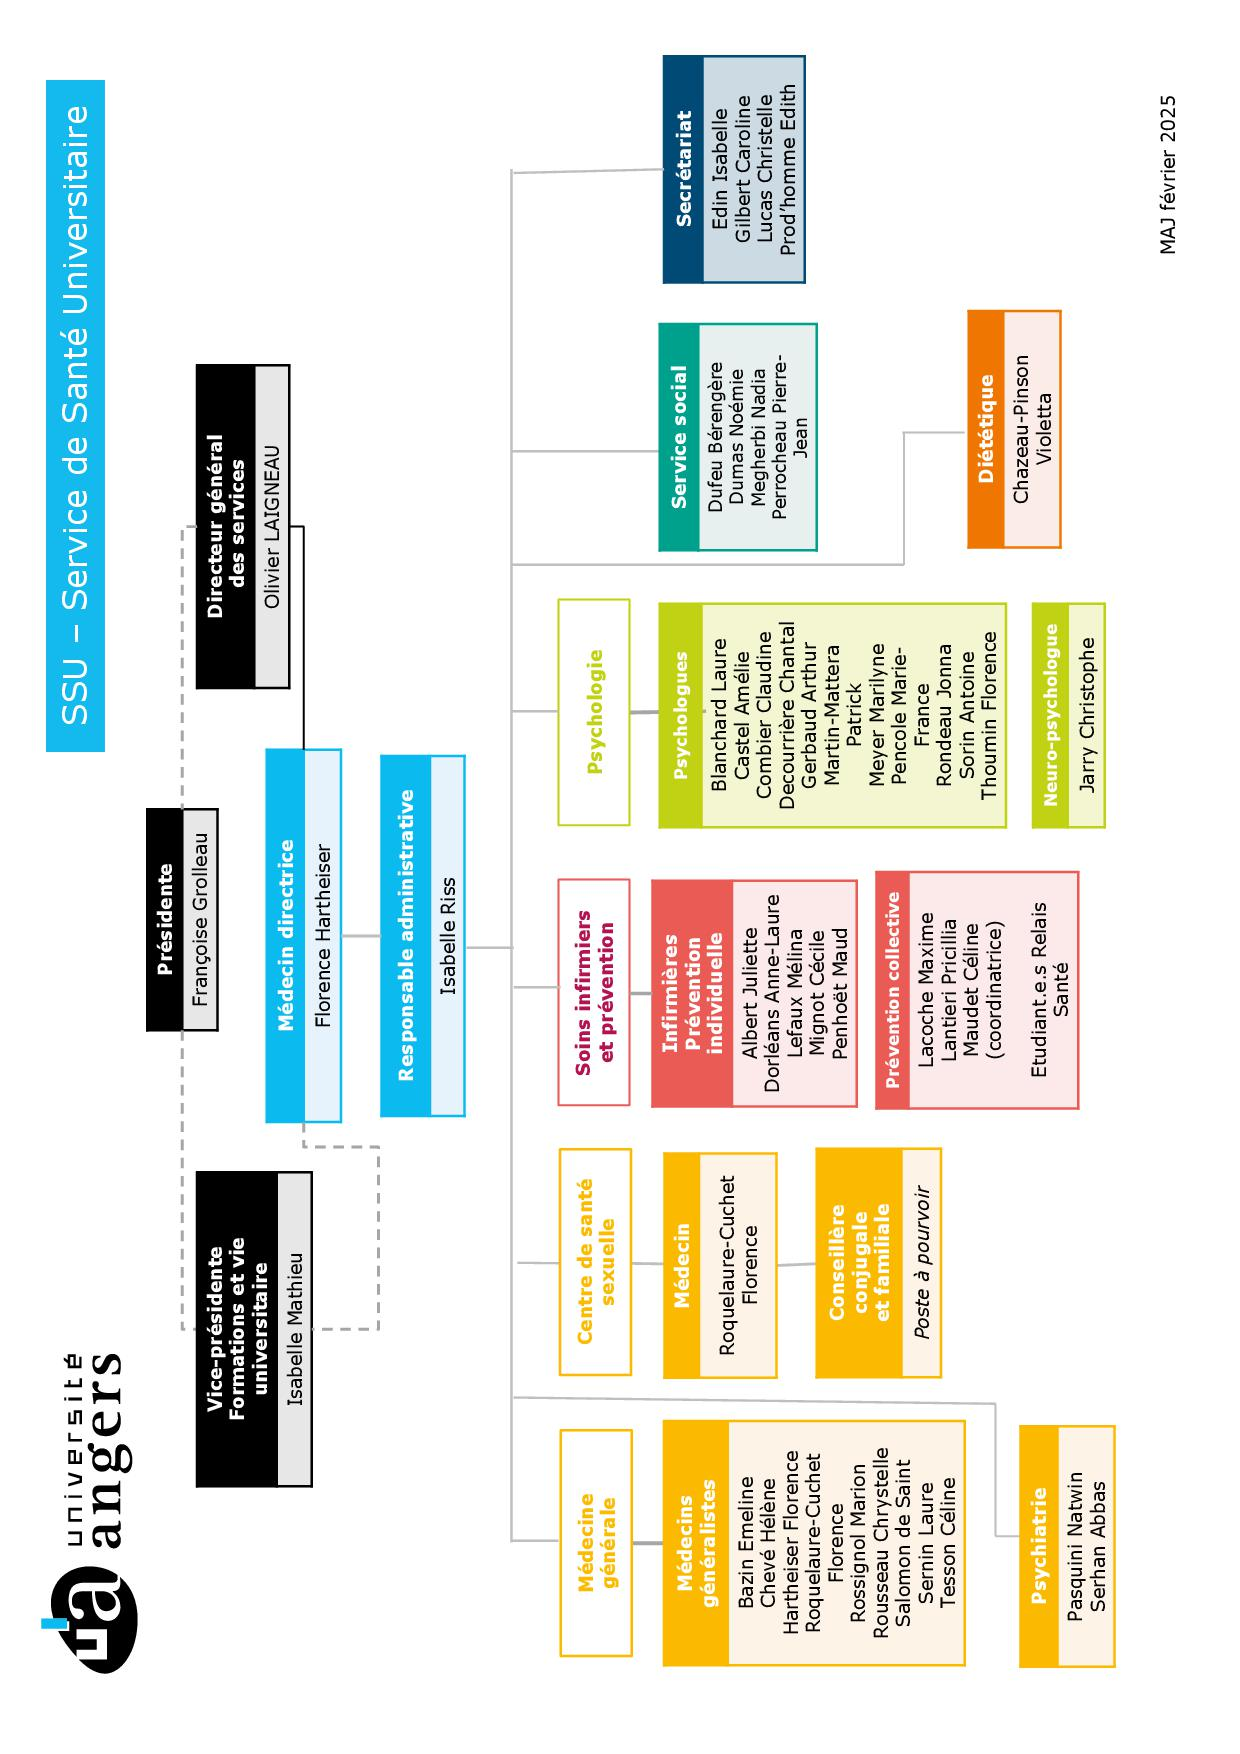 université
angers
SSU – Service de Santé Universitaire
Présidente
Françoise Grolleau
Vice-présidente
Formations et vie
universitaire
Isabelle Mathieu
Directeur général
des services
Olivier LAIGNEAU
Médecin directrice
Florence Hartheiser
Responsable administrative
Isabelle Riss
Médecine
générale
Médecins
généralistes
Bazin Emeline
Chevé Hélène
Hartheiser Florence
Roquelaure-Cuchet
Florence
Rossignol Marion
Rousseau Chrystelle
Salomon de Saint
Sernin Laure
Tesson Céline
Psychiatrie
Pasquini Natwin
Serhan Abbas
Centre de santé
sexuelle
Médecin
Roquelaure-Cuchet
Florence
Conseillère
conjugale
et familiale
Poste à pourvoir
Soins infirmiers
et prévention
Infirmières
Prévention
individuelle
Albert Juliette
Dorléans Anne-Laure
Lefaux Mélina
Mignot Cécile
Penhoët Maud
Prévention collective
Lacoche Maxime
Lantieri Pricillia
Maudet Céline
(coordinatrice)
Etudiant.e.s Relais
Santé
Psychologie
Psychologues
Blanchard Laure
Castel Amélie
Combier Claudine
Decourrière Chantal
Gerbaud Arthur
Martin-Mattera
Patrick
Meyer Marilyne
Pencole Marie-
France
Rondeau Jonna
Sorin Antoine
Thoumin Florence
Neuro-psychologue
Jarry Christophe
Service social
Dufeu Bérengère
Dumas Noémie
Megherbi Nadia
Perrocheau Pierre-
Jean
Diététique
Chazeau-Pinson
Violetta
Secrétariat
Edin Isabelle
Gilbert Caroline
Lucas Christelle
Prod'homme Edith
MAJ février 2025